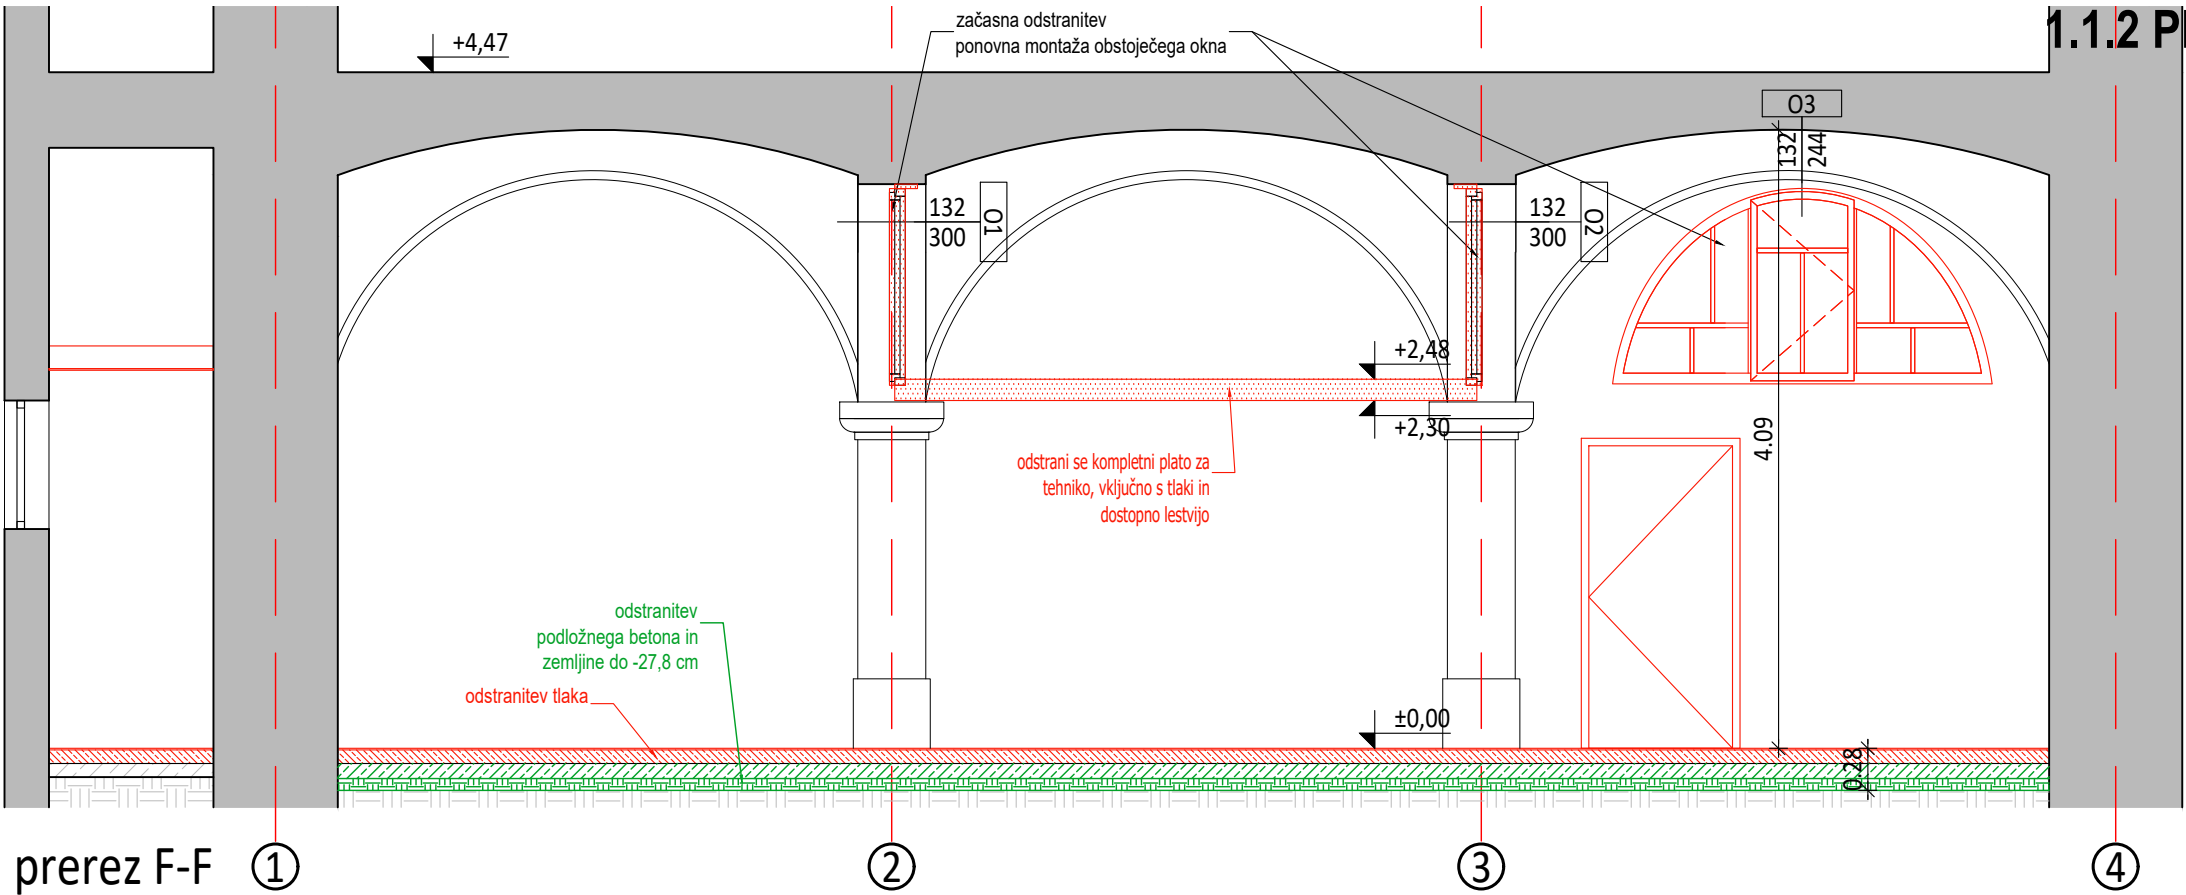 začasna odstranitev
ponovna montaža obstoječega okna
1.1.2
+4,47
O3
132
244
132
300
O1
132
300
O2
+2,48
+2,30
4.09
odstrani se kompletni plato za
tehniko, vključno s tlaki in
dostopno lestvijo
odstranitev
podložnega betona in
zemljine do -27,8 cm
odstranitev tlaka
±0,00
0.28
prerez F-F
1
2
3
4